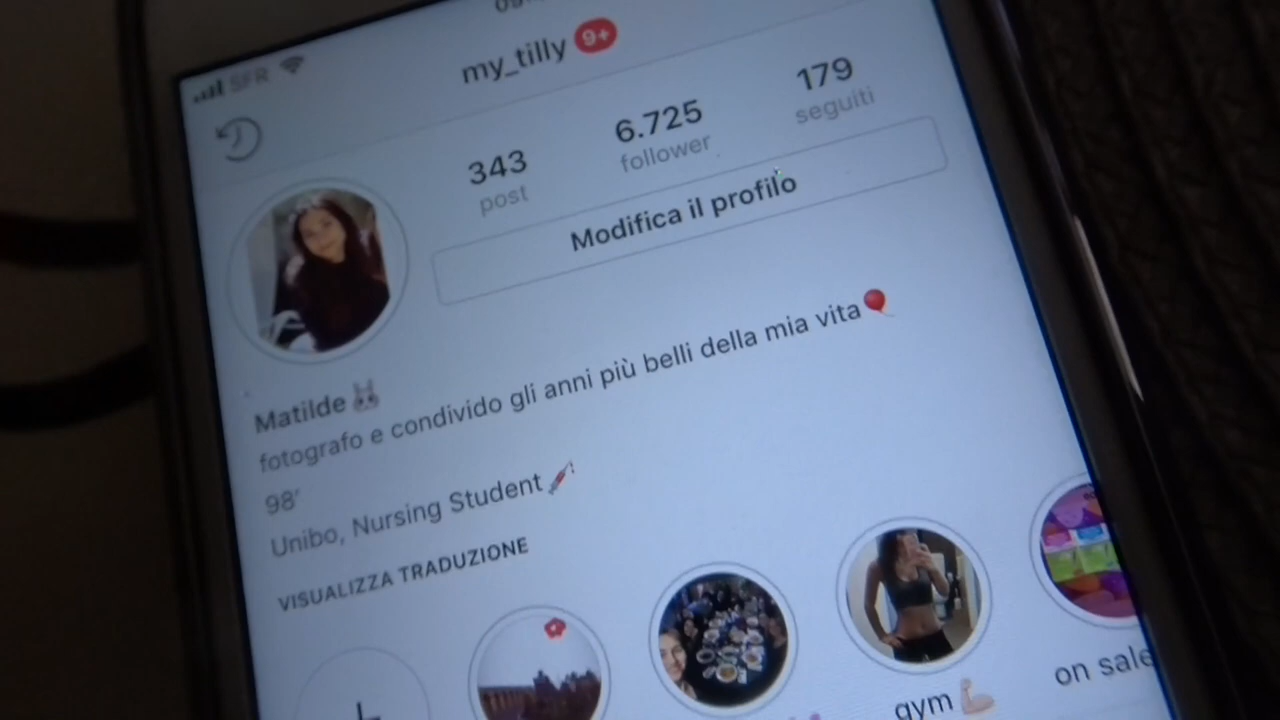 SFR
my_tilly 9+
343 6.725 179
post follower seguiti
Modifica il profilo
Matilde
fotografo e condivido gli anni più belli della mia vita🎈
98'
Unibo, Nursing Student
VISUALIZZA TRADUZIONE
gym 💪🏻
on sale